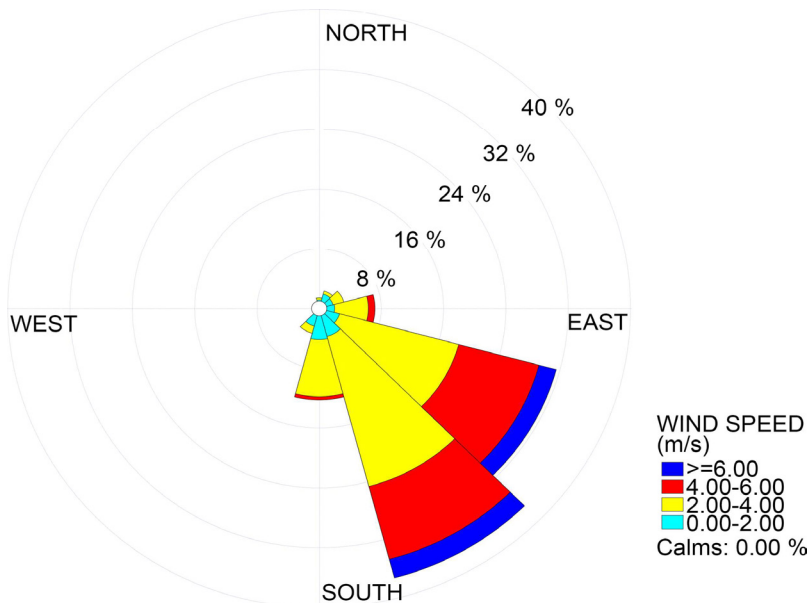 NORTH
40 %
32 %
24 %
16 %
8 %
WEST
EAST
SOUTH
WIND SPEED
(m/s)
>=6.00
4.00-6.00
2.00-4.00
0.00-2.00
Calms: 0.00 %